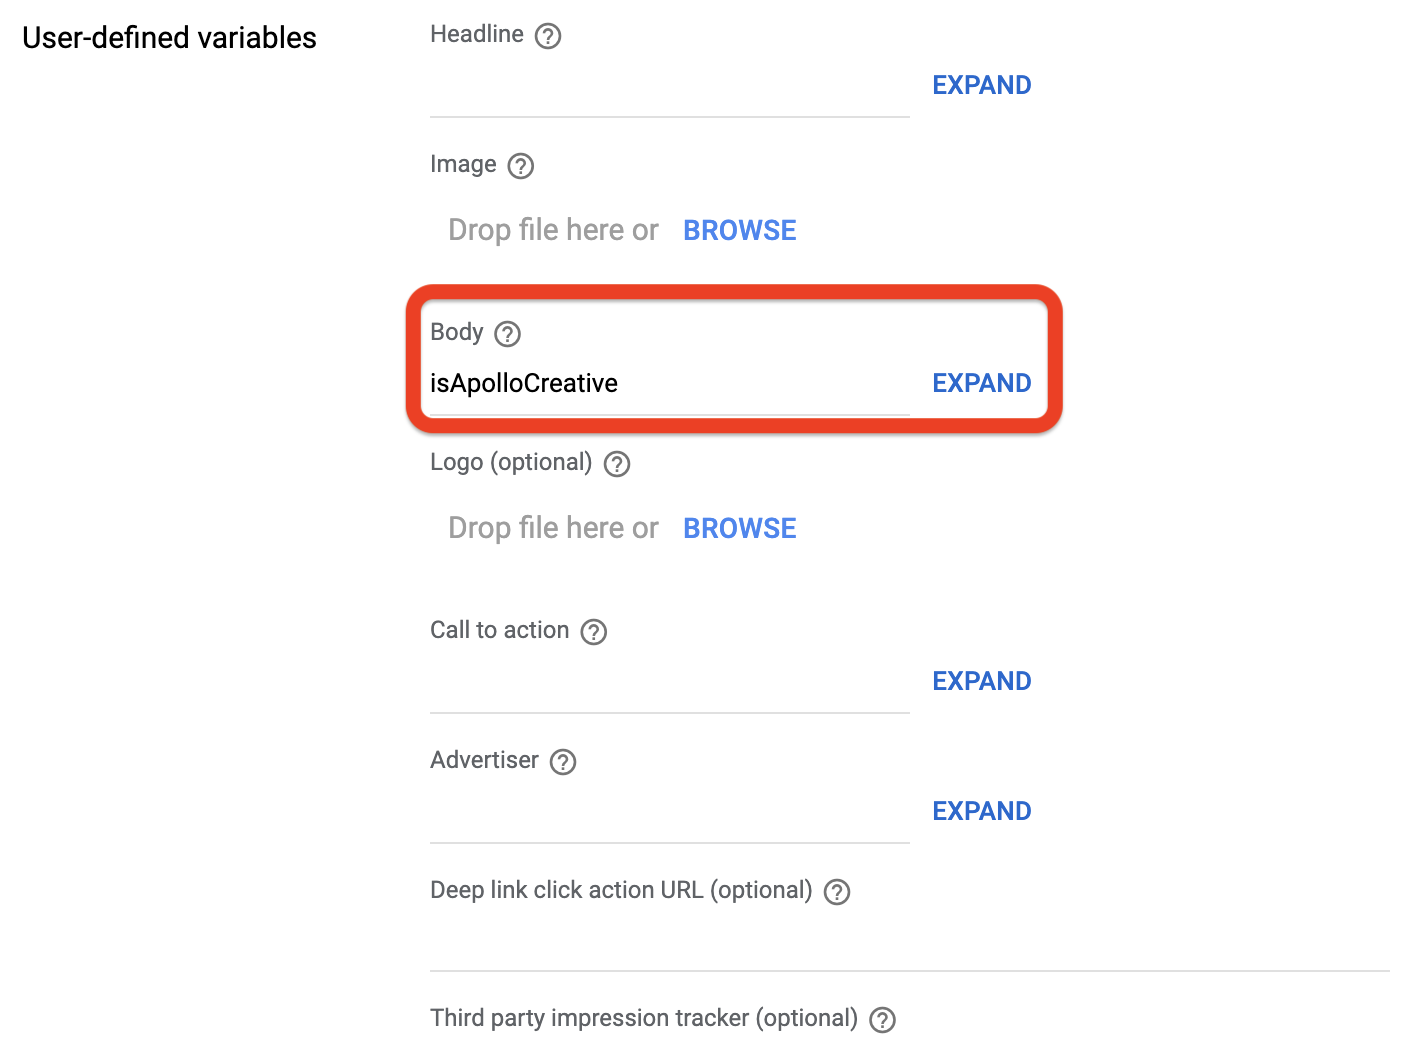 User-defined variables
Headline
EXPAND
Image
Drop file here or BROWSE
Body
isApolloCreative
EXPAND
Logo (optional)
Drop file here or BROWSE
Call to action
EXPAND
Advertiser
EXPAND
Deep link click action URL (optional)
Third party impression tracker (optional)